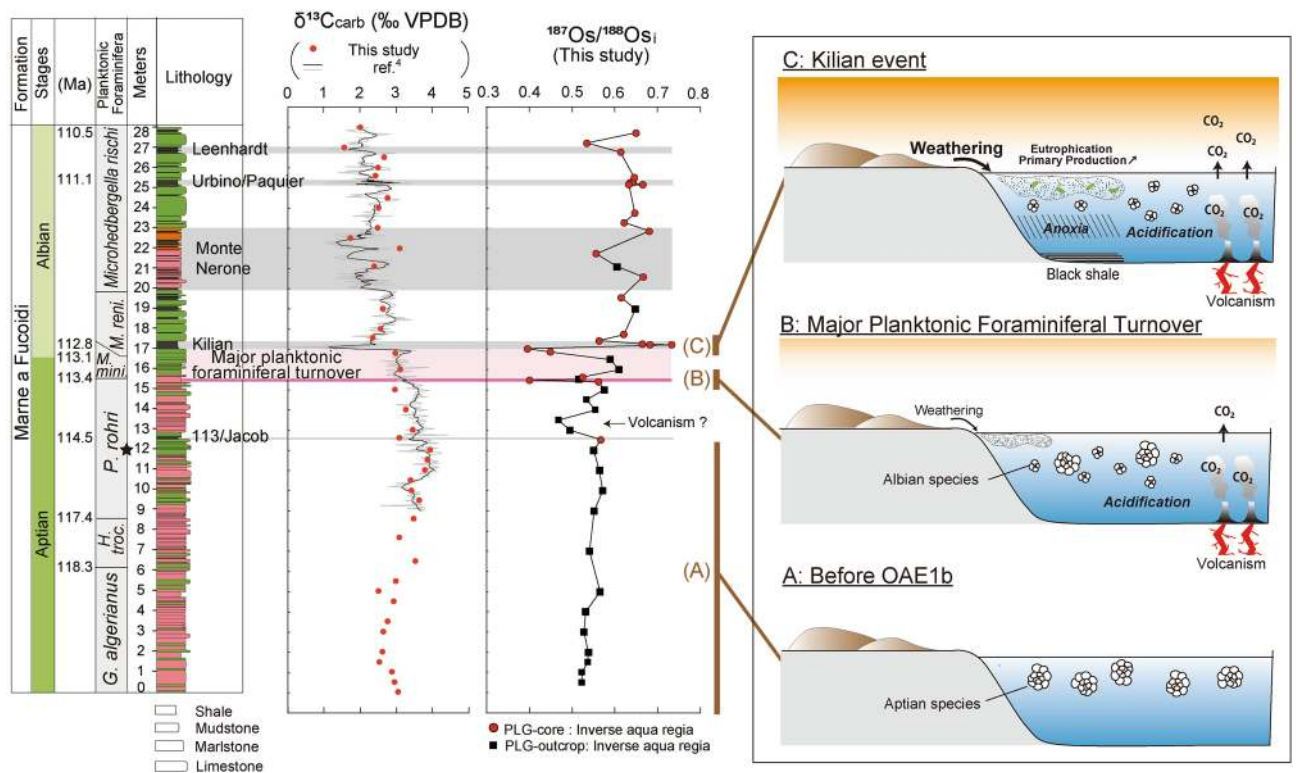 Formation
Stages
(Ma)
Planktonic
Foraminifera
Meters
Lithology
δ¹³Ccarb (‰ VPDB)
This study
ref.⁴
0 1 2 3 4 5
¹⁸⁷Os/¹⁸⁸Osi
(This study)
0.3 0.4 0.5 0.6 0.7 0.8
Marne a Fucoidi
Albian
Aptian
110.5
111.1
112.8
113.1
113.4
114.5
117.4
118.3
Microhedbergella rischi
M. reni.
M.
mini.
P. rohri
H.
troc.
G. algerianus
28
27
26
25
24
23
22
21
20
19
18
17
16
15
14
13
12
11
10
9
8
7
6
5
4
3
2
1
0
Leenhardt
Urbino/Paquier
Monte
Nerone
Kilian
Major planktonic
foraminiferal turnover
113/Jacob
Volcanism ?
(C)
(B)
(A)
Shale
Mudstone
Marlstone
Limestone
PLG-core : Inverse aqua regia
PLG-outcrop: Inverse aqua regia
C: Kilian event
Weathering
Eutrophication
Primary Production↗
CO₂
CO₂ CO₂
CO₂ CO₂
Anoxia
Acidification
Black shale
Volcanism
B: Major Planktonic Foraminiferal Turnover
Weathering
CO₂
CO₂ CO₂
Albian species
Acidification
Volcanism
A: Before OAE1b
Aptian species